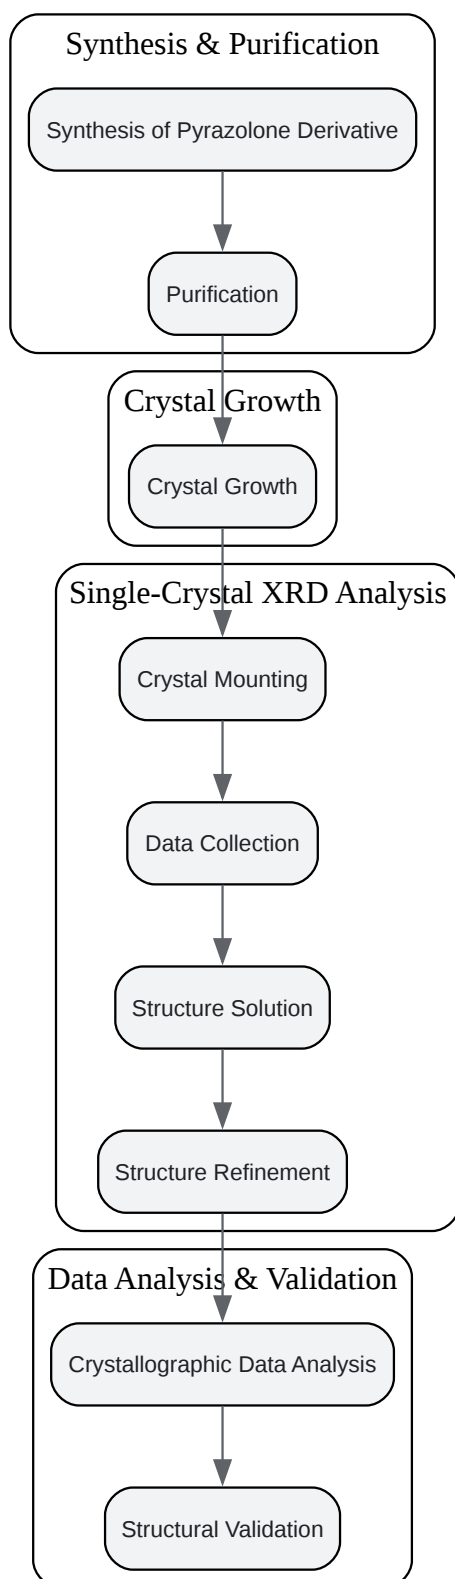 Synthesis & Purification
Synthesis of Pyrazolone Derivative
Purification
Crystal Growth
Crystal Growth
Single-Crystal XRD Analysis
Crystal Mounting
Data Collection
Structure Solution
Structure Refinement
Data Analysis & Validation
Crystallographic Data Analysis
Structural Validation